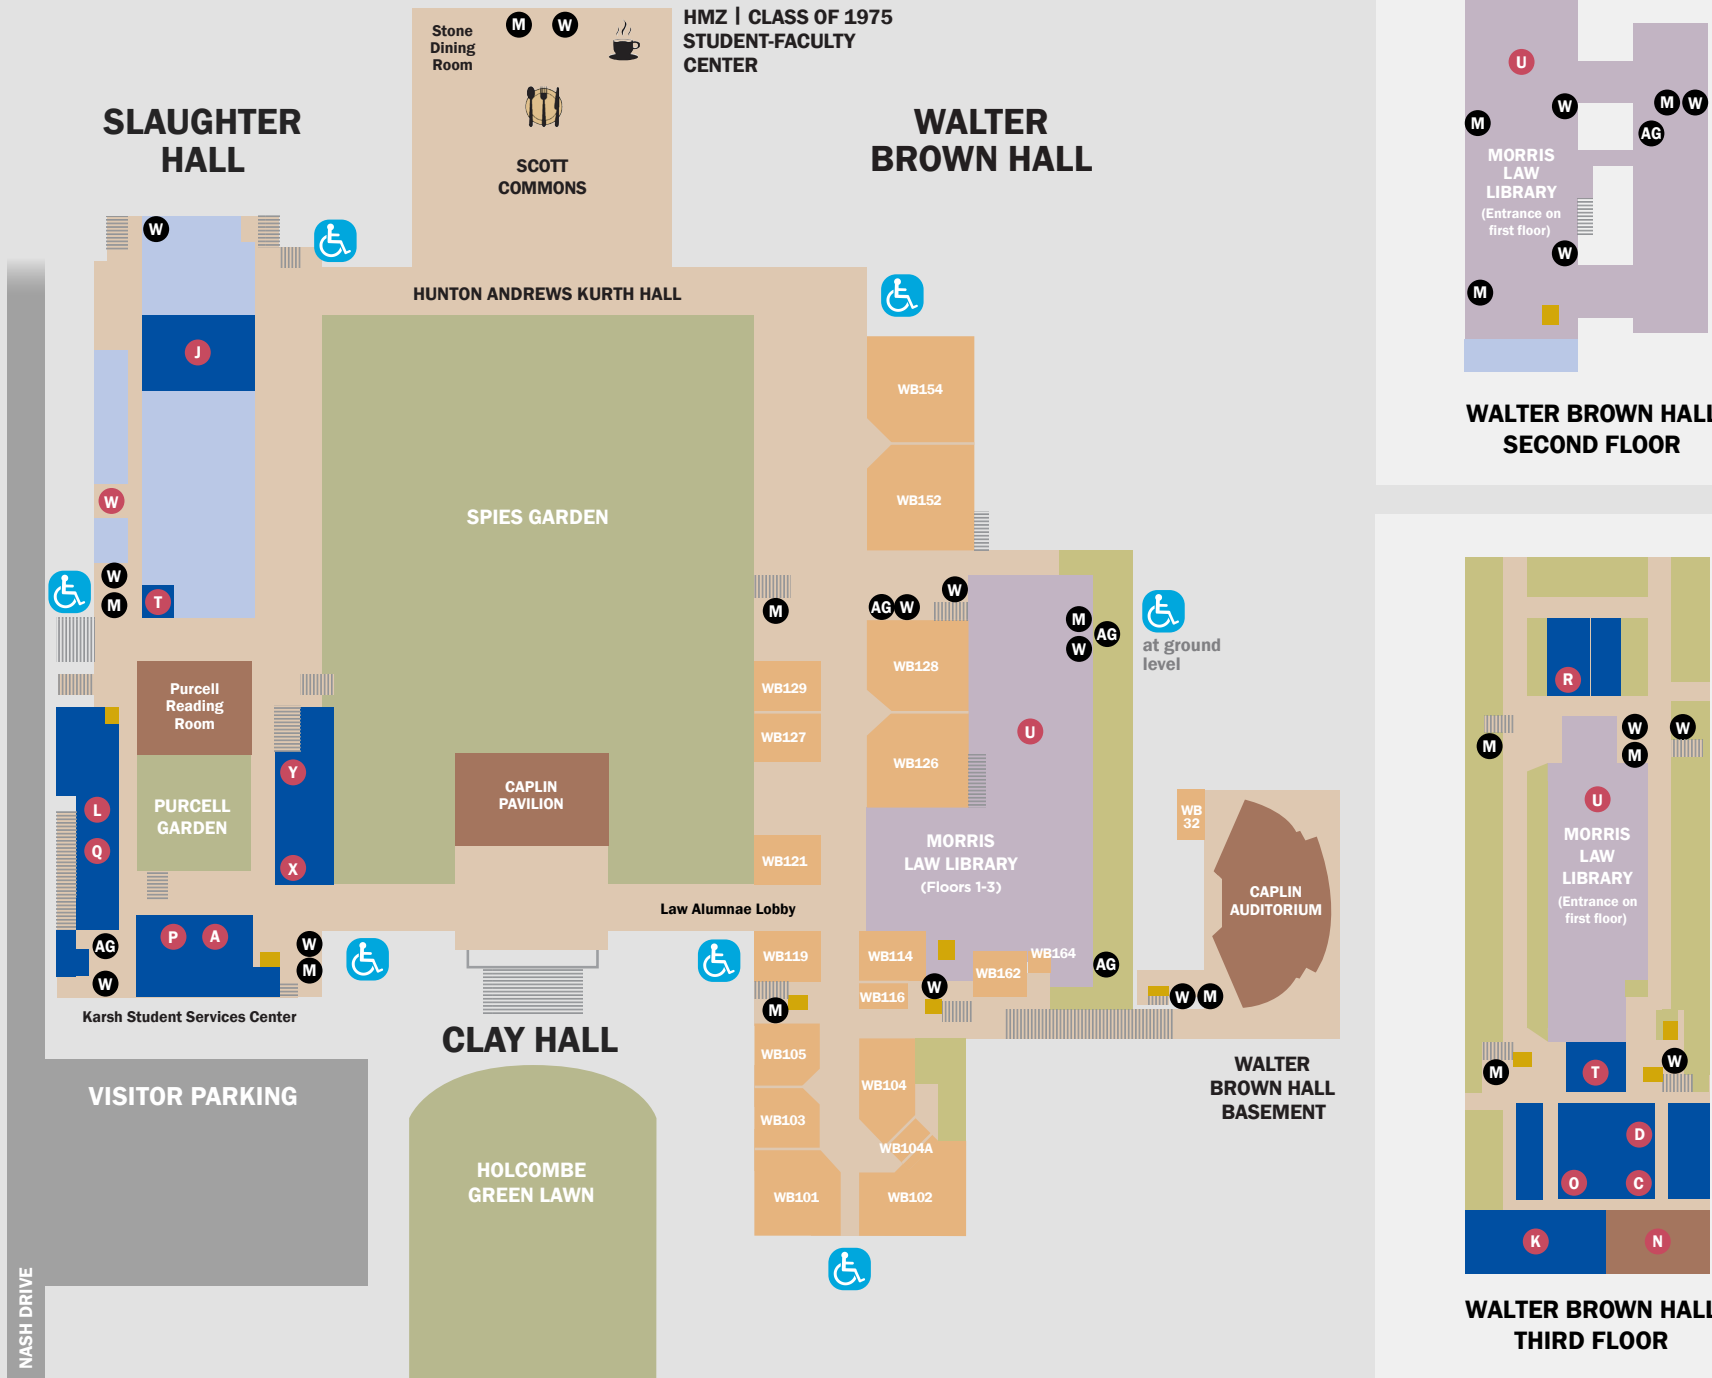 Stone
Dining
Room
M
W
HMZ | CLASS OF 1975
STUDENT-FACULTY
CENTER
SCOTT
COMMONS
SLAUGHTER
HALL
WALTER
BROWN HALL
W
HUNTON ANDREWS KURTH HALL
J
W
W
M
T
SPIES GARDEN
Purcell
Reading
Room
PURCELL
GARDEN
L
Q
Y
X
P
A
AG
W
W
M
Karsh Student Services Center
CAPLIN
PAVILION
Law Alumnae Lobby
CLAY HALL
VISITOR PARKING
NASH DRIVE
HOLCOMBE
GREEN LAWN
WB154
WB152
M
AG
W
W
M
W
AG
at ground
level
WB129
WB128
WB127
WB126
U
WB121
MORRIS
LAW LIBRARY
(Floors 1-3)
WB
32
CAPLIN
AUDITORIUM
WB119
WB114
WB164
WB162
AG
WB116
W
W
M
M
WB105
WB104
WB103
WB104A
WB101
WB102
WALTER
BROWN HALL
BASEMENT
U
W
M
W
M
AG
MORRIS
LAW
LIBRARY
(Entrance on
first floor)
W
M
WALTER BROWN HALL
SECOND FLOOR
R
M
W
M
W
U
MORRIS
LAW
LIBRARY
(Entrance on
first floor)
M
T
W
D
O
C
K
N
WALTER BROWN HALL
THIRD FLOOR